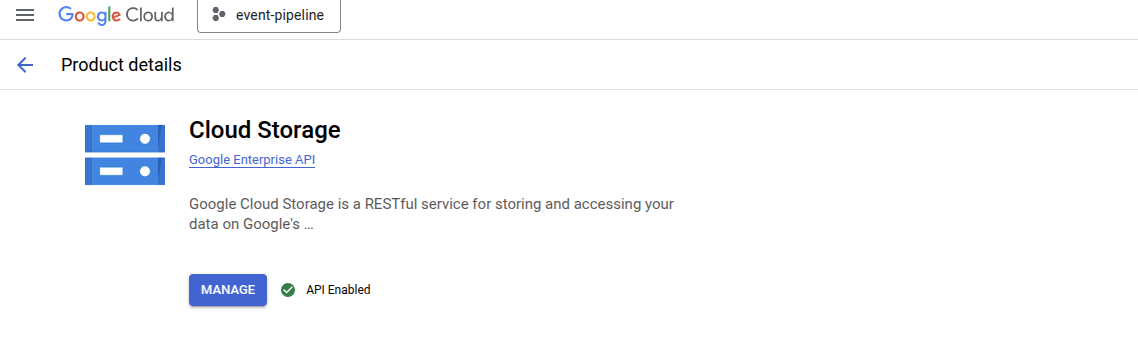 Google Cloud
event-pipeline
Product details
Cloud Storage
Google Enterprise API
Google Cloud Storage is a RESTful service for storing and accessing your
data on Google's ...
MANAGE
API Enabled